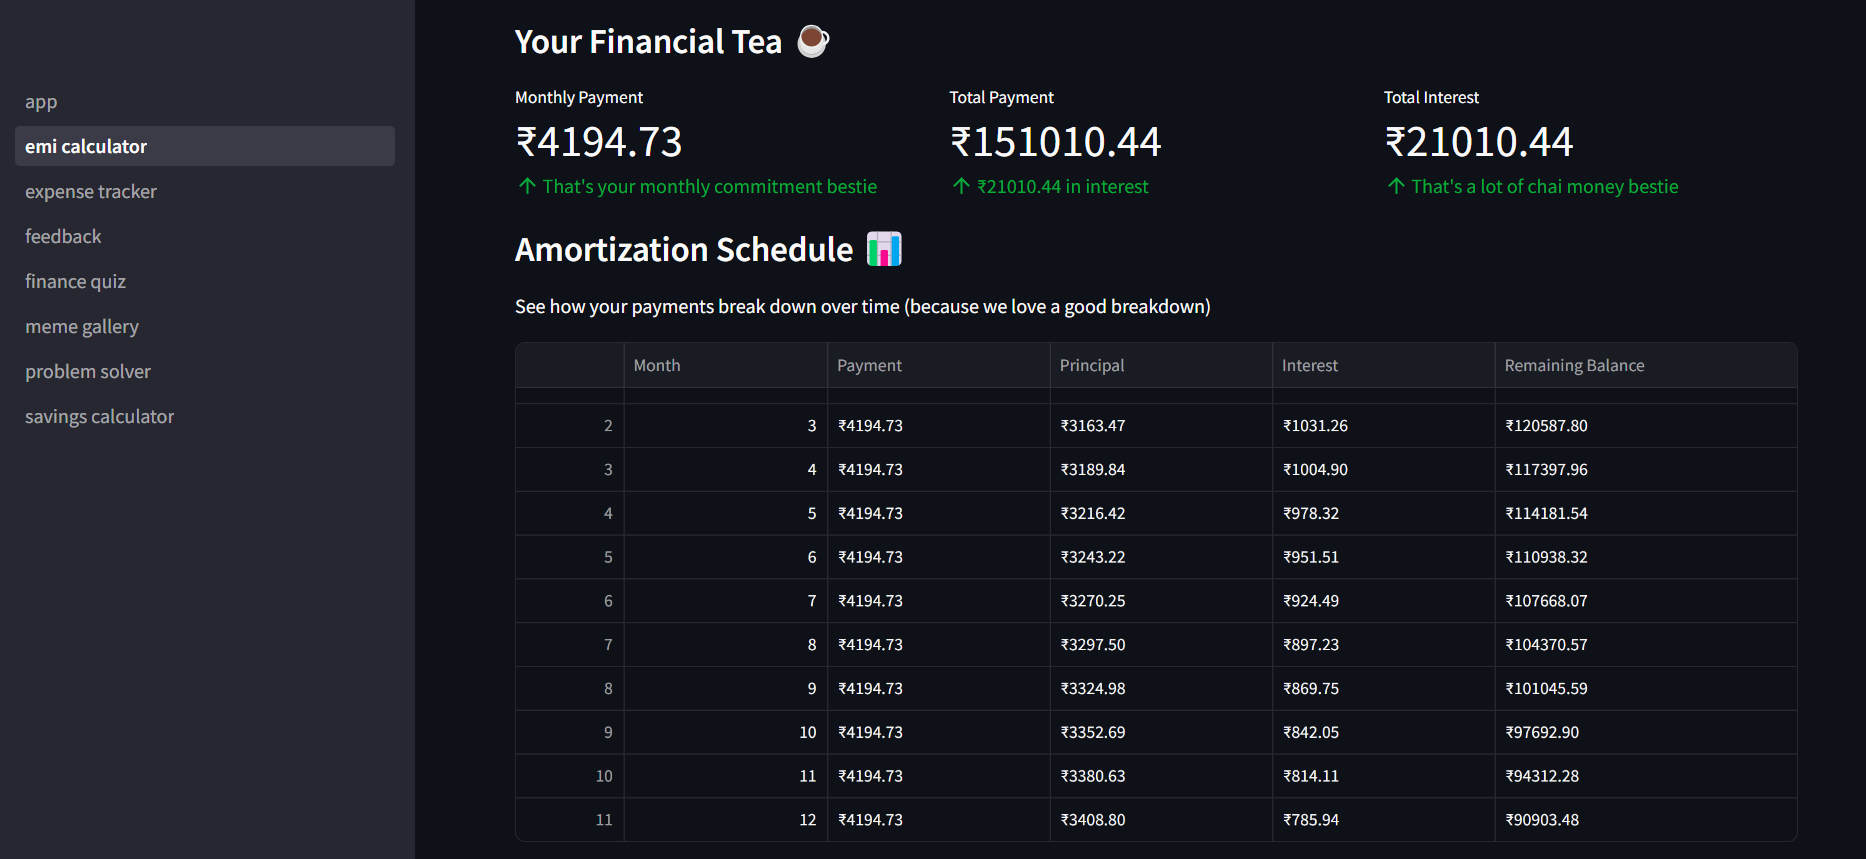 app
emi calculator
expense tracker
feedback
finance quiz
meme gallery
problem solver
savings calculator
Your Financial Tea ☕
Monthly Payment Total Payment Total Interest
₹4194.73 ₹151010.44 ₹21010.44
↑ That's your monthly commitment bestie ↑ ₹21010.44 in interest ↑ That's a lot of chai money bestie
Amortization Schedule 📊
See how your payments break down over time (because we love a good breakdown)
Month Payment Principal Interest Remaining Balance
2 3 ₹4194.73 ₹3163.47 ₹1031.26 ₹120587.80
3 4 ₹4194.73 ₹3189.84 ₹1004.90 ₹117397.96
4 5 ₹4194.73 ₹3216.42 ₹978.32 ₹114181.54
5 6 ₹4194.73 ₹3243.22 ₹951.51 ₹110938.32
6 7 ₹4194.73 ₹3270.25 ₹924.49 ₹107668.07
7 8 ₹4194.73 ₹3297.50 ₹897.23 ₹104370.57
8 9 ₹4194.73 ₹3324.98 ₹869.75 ₹101045.59
9 10 ₹4194.73 ₹3352.69 ₹842.05 ₹97692.90
10 11 ₹4194.73 ₹3380.63 ₹814.11 ₹94312.28
11 12 ₹4194.73 ₹3408.80 ₹785.94 ₹90903.48